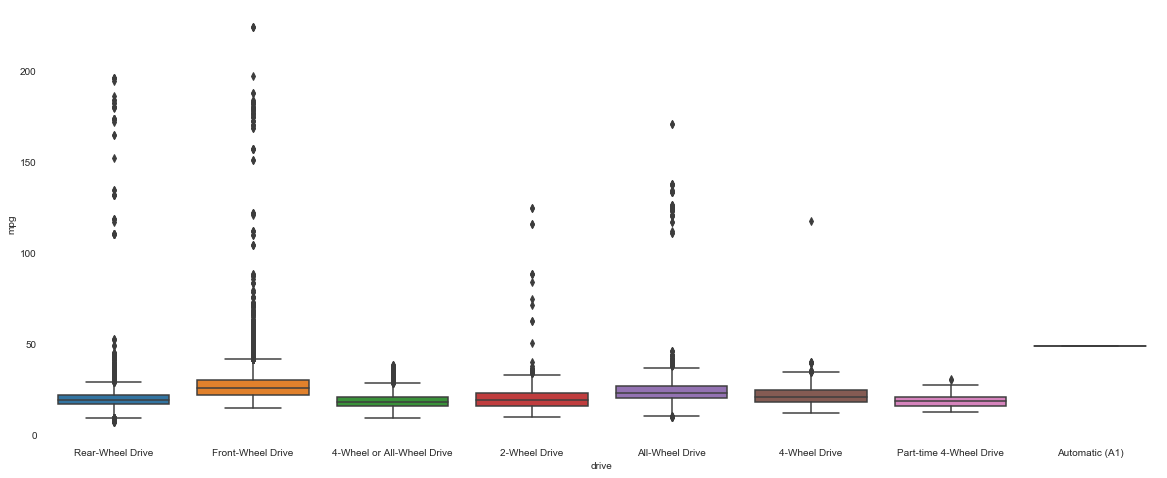 200
150
mpg
100
50
0
Rear-Wheel Drive Front-Wheel Drive 4-Wheel or All-Wheel Drive 2-Wheel Drive All-Wheel Drive 4-Wheel Drive Part-time 4-Wheel Drive Automatic (A1)
drive